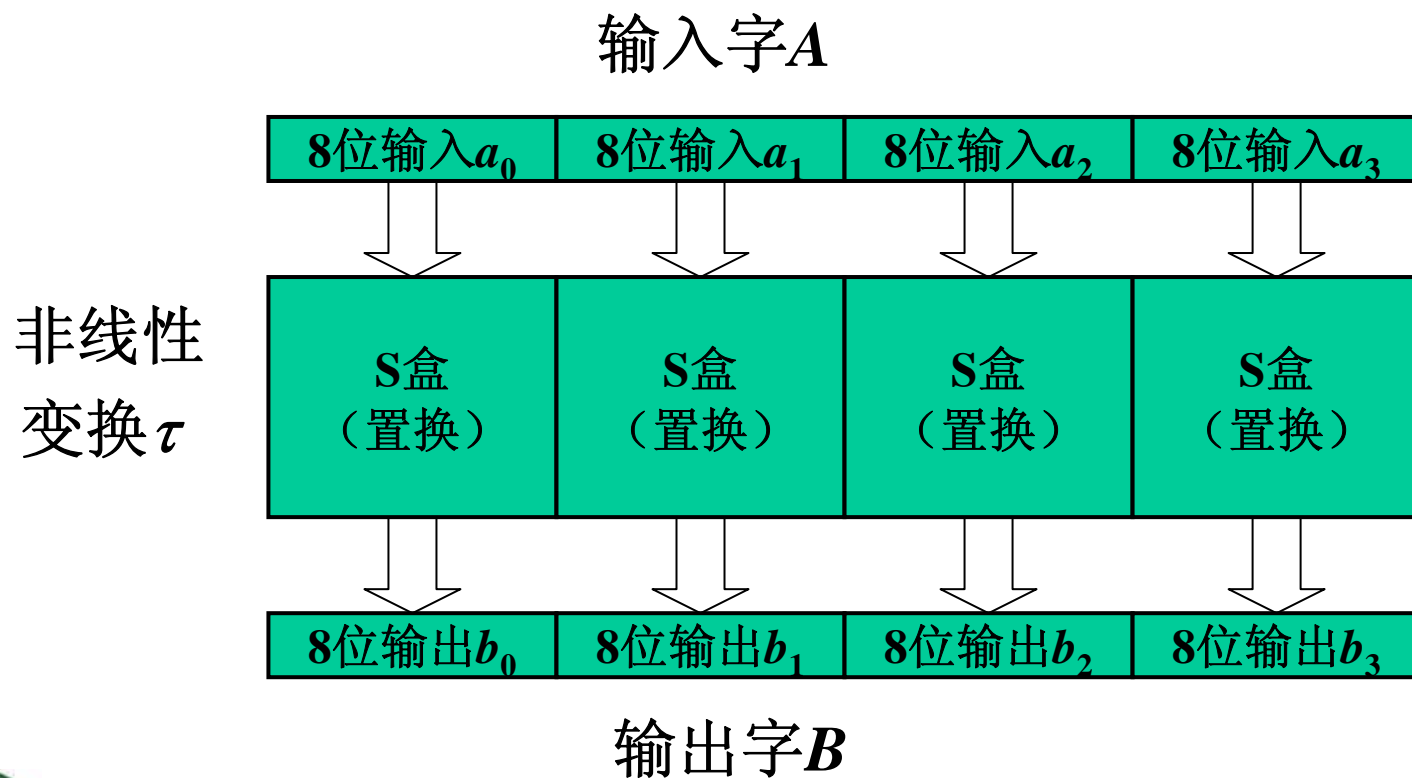 输入字A
8位输入a₀ 8位输入a₁ 8位输入a₂ 8位输入a₃
非线性
变换τ
S盒 S盒 S盒 S盒
（置换） （置换） （置换） （置换）
8位输出b₀ 8位输出b₁ 8位输出b₂ 8位输出b₃
输出字B